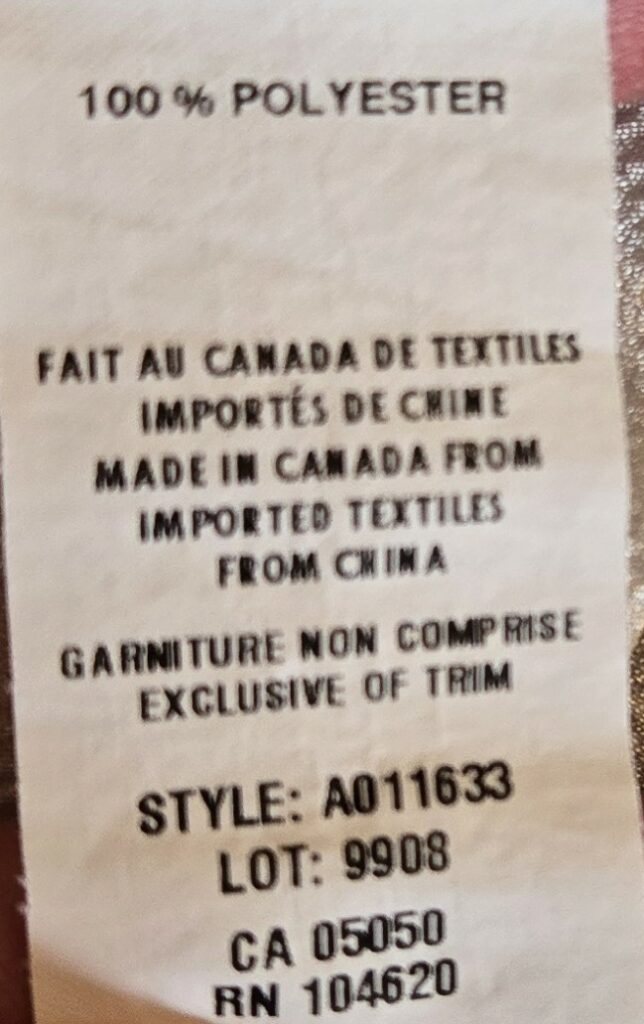 100 % POLYESTER
FAIT AU CANADA DE TEXTILES
IMPORTÉS DE CHINE
MADE IN CANADA FROM
IMPORTED TEXTILES
FROM CHINA
GARNITURE NON COMPRISE
EXCLUSIVE OF TRIM
STYLE: A011633
LOT: 9908
CA 05050
RN 104620